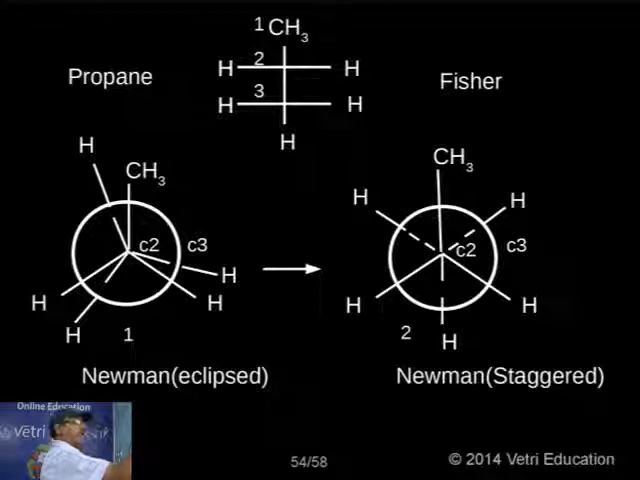 1 CH3
Propane
2
H H
Fisher
3
H H
H
H
CH3
CH3
H
H
c2
c3
c2
c3
H
H
H
H
H
H
1
2
H
Newman(eclipsed)
Newman(Staggered)
Online Education
Vetri
54/58
© 2014 Vetri Education